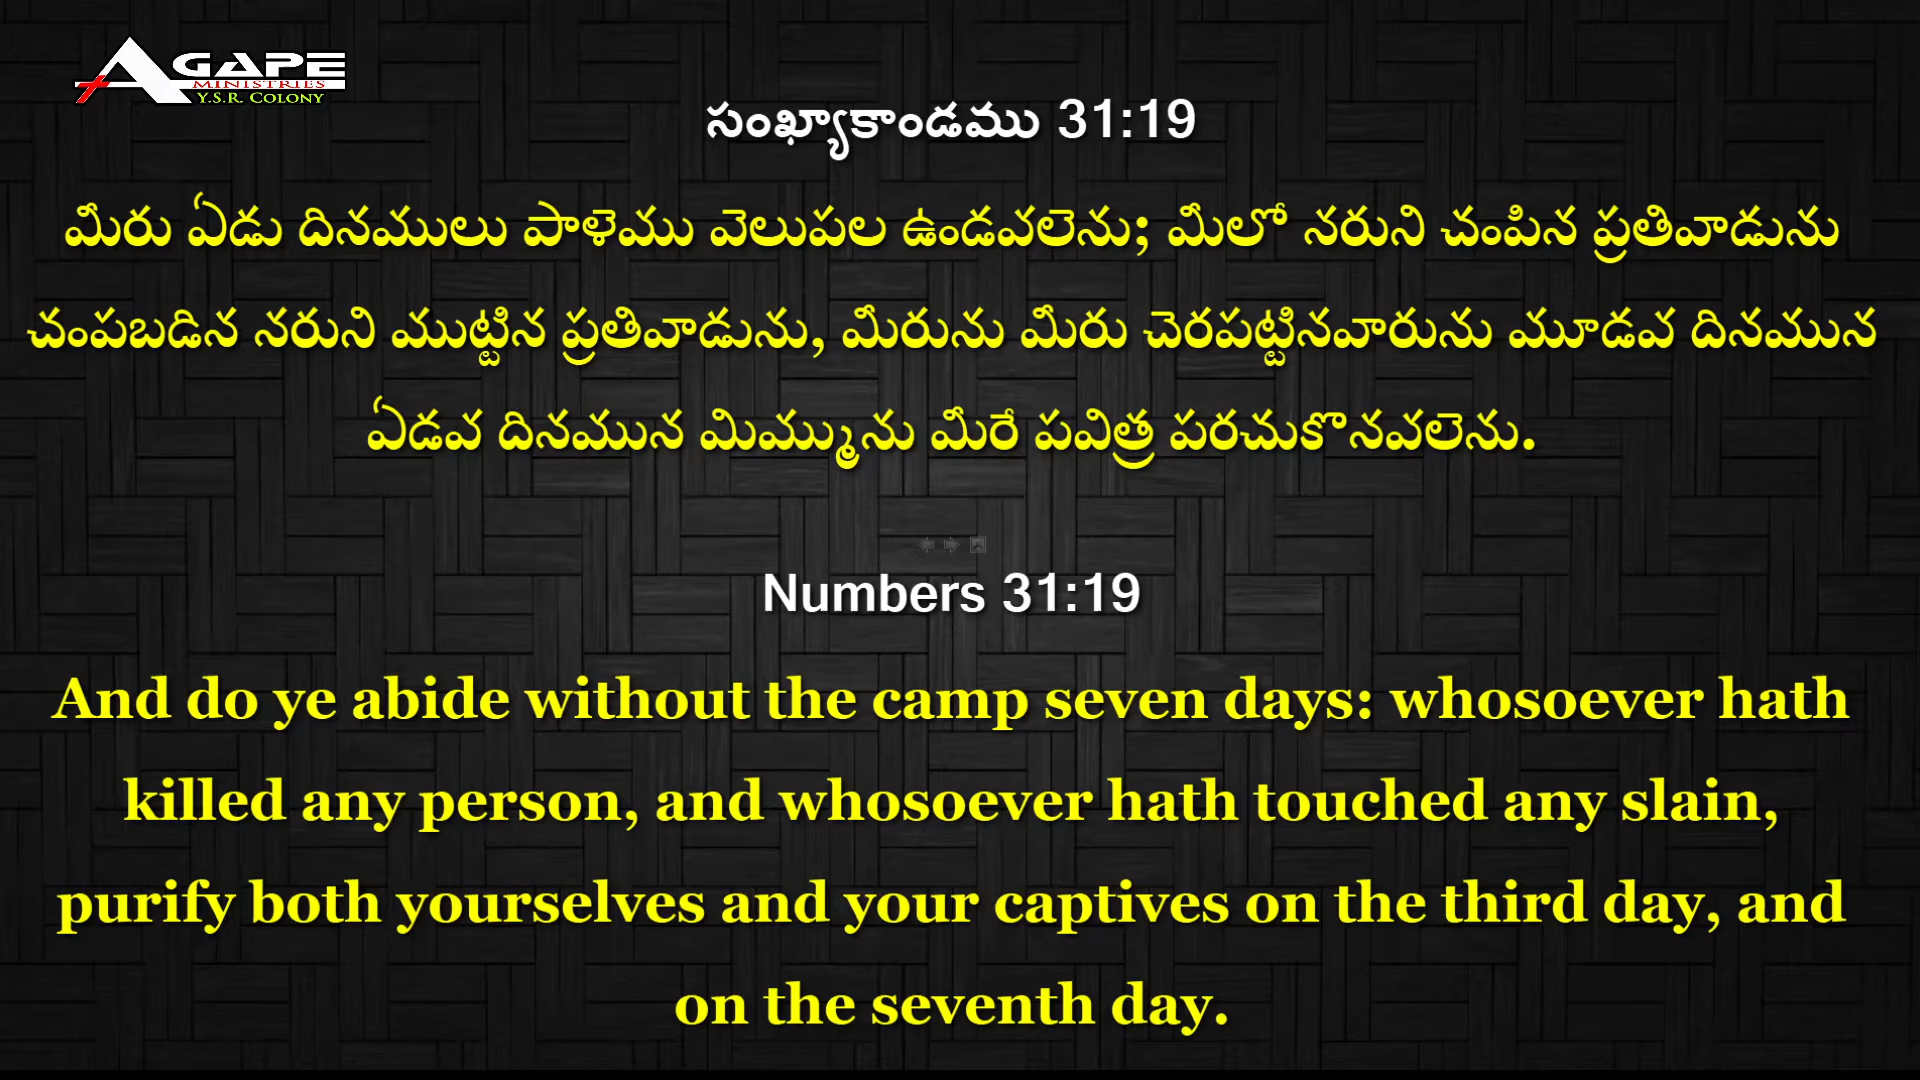 AGAPE
MINISTRIES
Y.S.R. COLONY
సంఖ్యాకాండము 31:19
మీరు ఏడు దినములు పాళెము వెలుపల ఉండవలెను; మీలో నరుని చంపిన ప్రతివాడును
చంపబడిన నరుని ముట్టిన ప్రతివాడును, మీరును మీరు చెరపట్టినవారును మూడవ దినమున
ఏడవ దినమున మిమ్మును మీరే పవిత్ర పరచుకొనవలెను.
Numbers 31:19
And do ye abide without the camp seven days: whosoever hath
killed any person, and whosoever hath touched any slain,
purify both yourselves and your captives on the third day, and
on the seventh day.